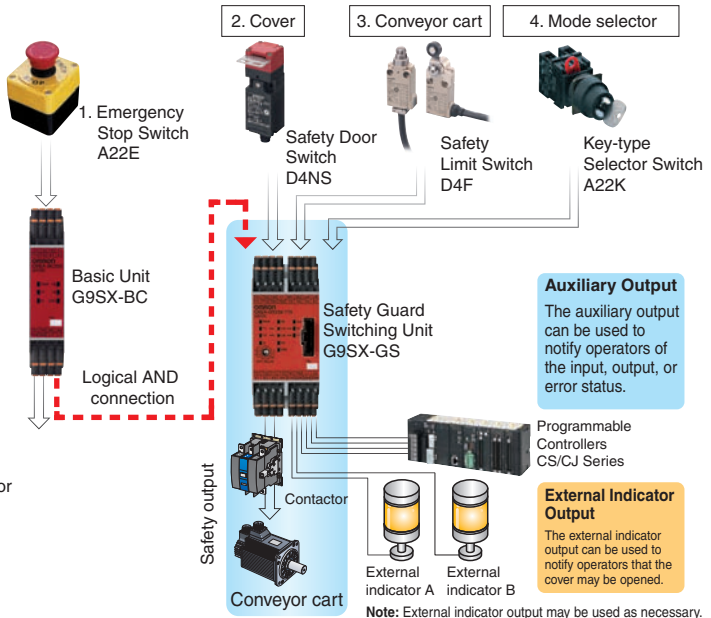 2. Cover
3. Conveyor cart
4. Mode selector
1. Emergency
Stop Switch
A22E
Safety Door
Switch
D4NS
Safety
Limit Switch
D4F
Key-type
Selector Switch
A22K
Basic Unit
G9SX-BC
Safety Guard
Switching Unit
G9SX-GS
Logical AND
connection
Auxiliary Output
The auxiliary output
can be used to
notify operators of
the input, output, or
error status.
Programmable
Controllers
CS/CJ Series
or
Safety output
Contactor
Conveyor cart
External
indicator A
External
indicator B
External Indicator
Output
The external indicator
output can be used to
notify operators that the
cover may be opened.
Note: External indicator output may be used as necessary.